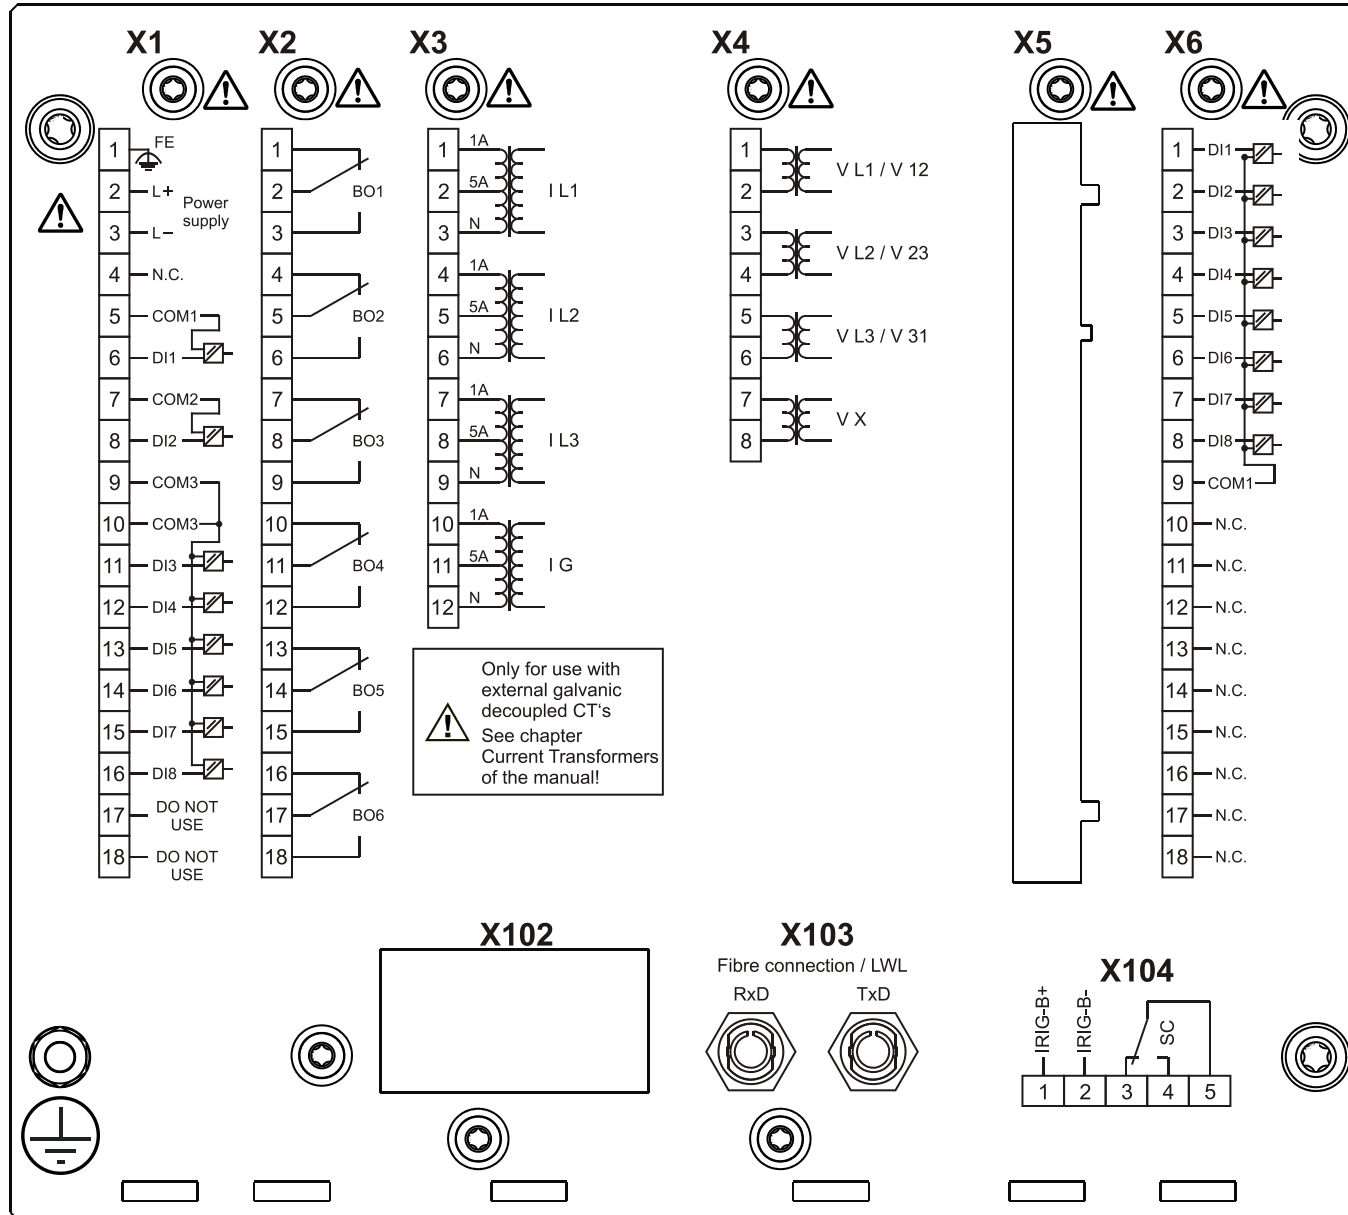 X1
X2
X3
X4
X5
X6
1 FE
2 L+
Power
supply
3 L−
4 N.C.
5 COM1
6 DI1
7 COM2
8 DI2
9 COM3
10 COM3
11 DI3
12 DI4
13 DI5
14 DI6
15 DI7
16 DI8
17 DO NOT
USE
18 DO NOT
USE
1
2 BO1
3
4
5 BO2
6
7
8 BO3
9
10
11 BO4
12
13
14 BO5
15
16
17 BO6
18
1 1A
2 5A I L1
3 N
4 1A
5 5A I L2
6 N
7 1A
8 5A I L3
9 N
10 1A
11 5A I G
12 N
! Only for use with
external galvanic
decoupled CT's
See chapter
Current Transformers
of the manual!
1
V L1 / V 12
2
3
V L2 / V 23
4
5
V L3 / V 31
6
7
V X
8
1 DI1
2 DI2
3 DI3
4 DI4
5 DI5
6 DI6
7 DI7
8 DI8
9 COM1
10 N.C.
11 N.C.
12 N.C.
13 N.C.
14 N.C.
15 N.C.
16 N.C.
17 N.C.
18 N.C.
X102
X103
Fibre connection / LWL
RxD TxD
X104
IRIG-B+
IRIG-B-
SC
1 2 3 4 5